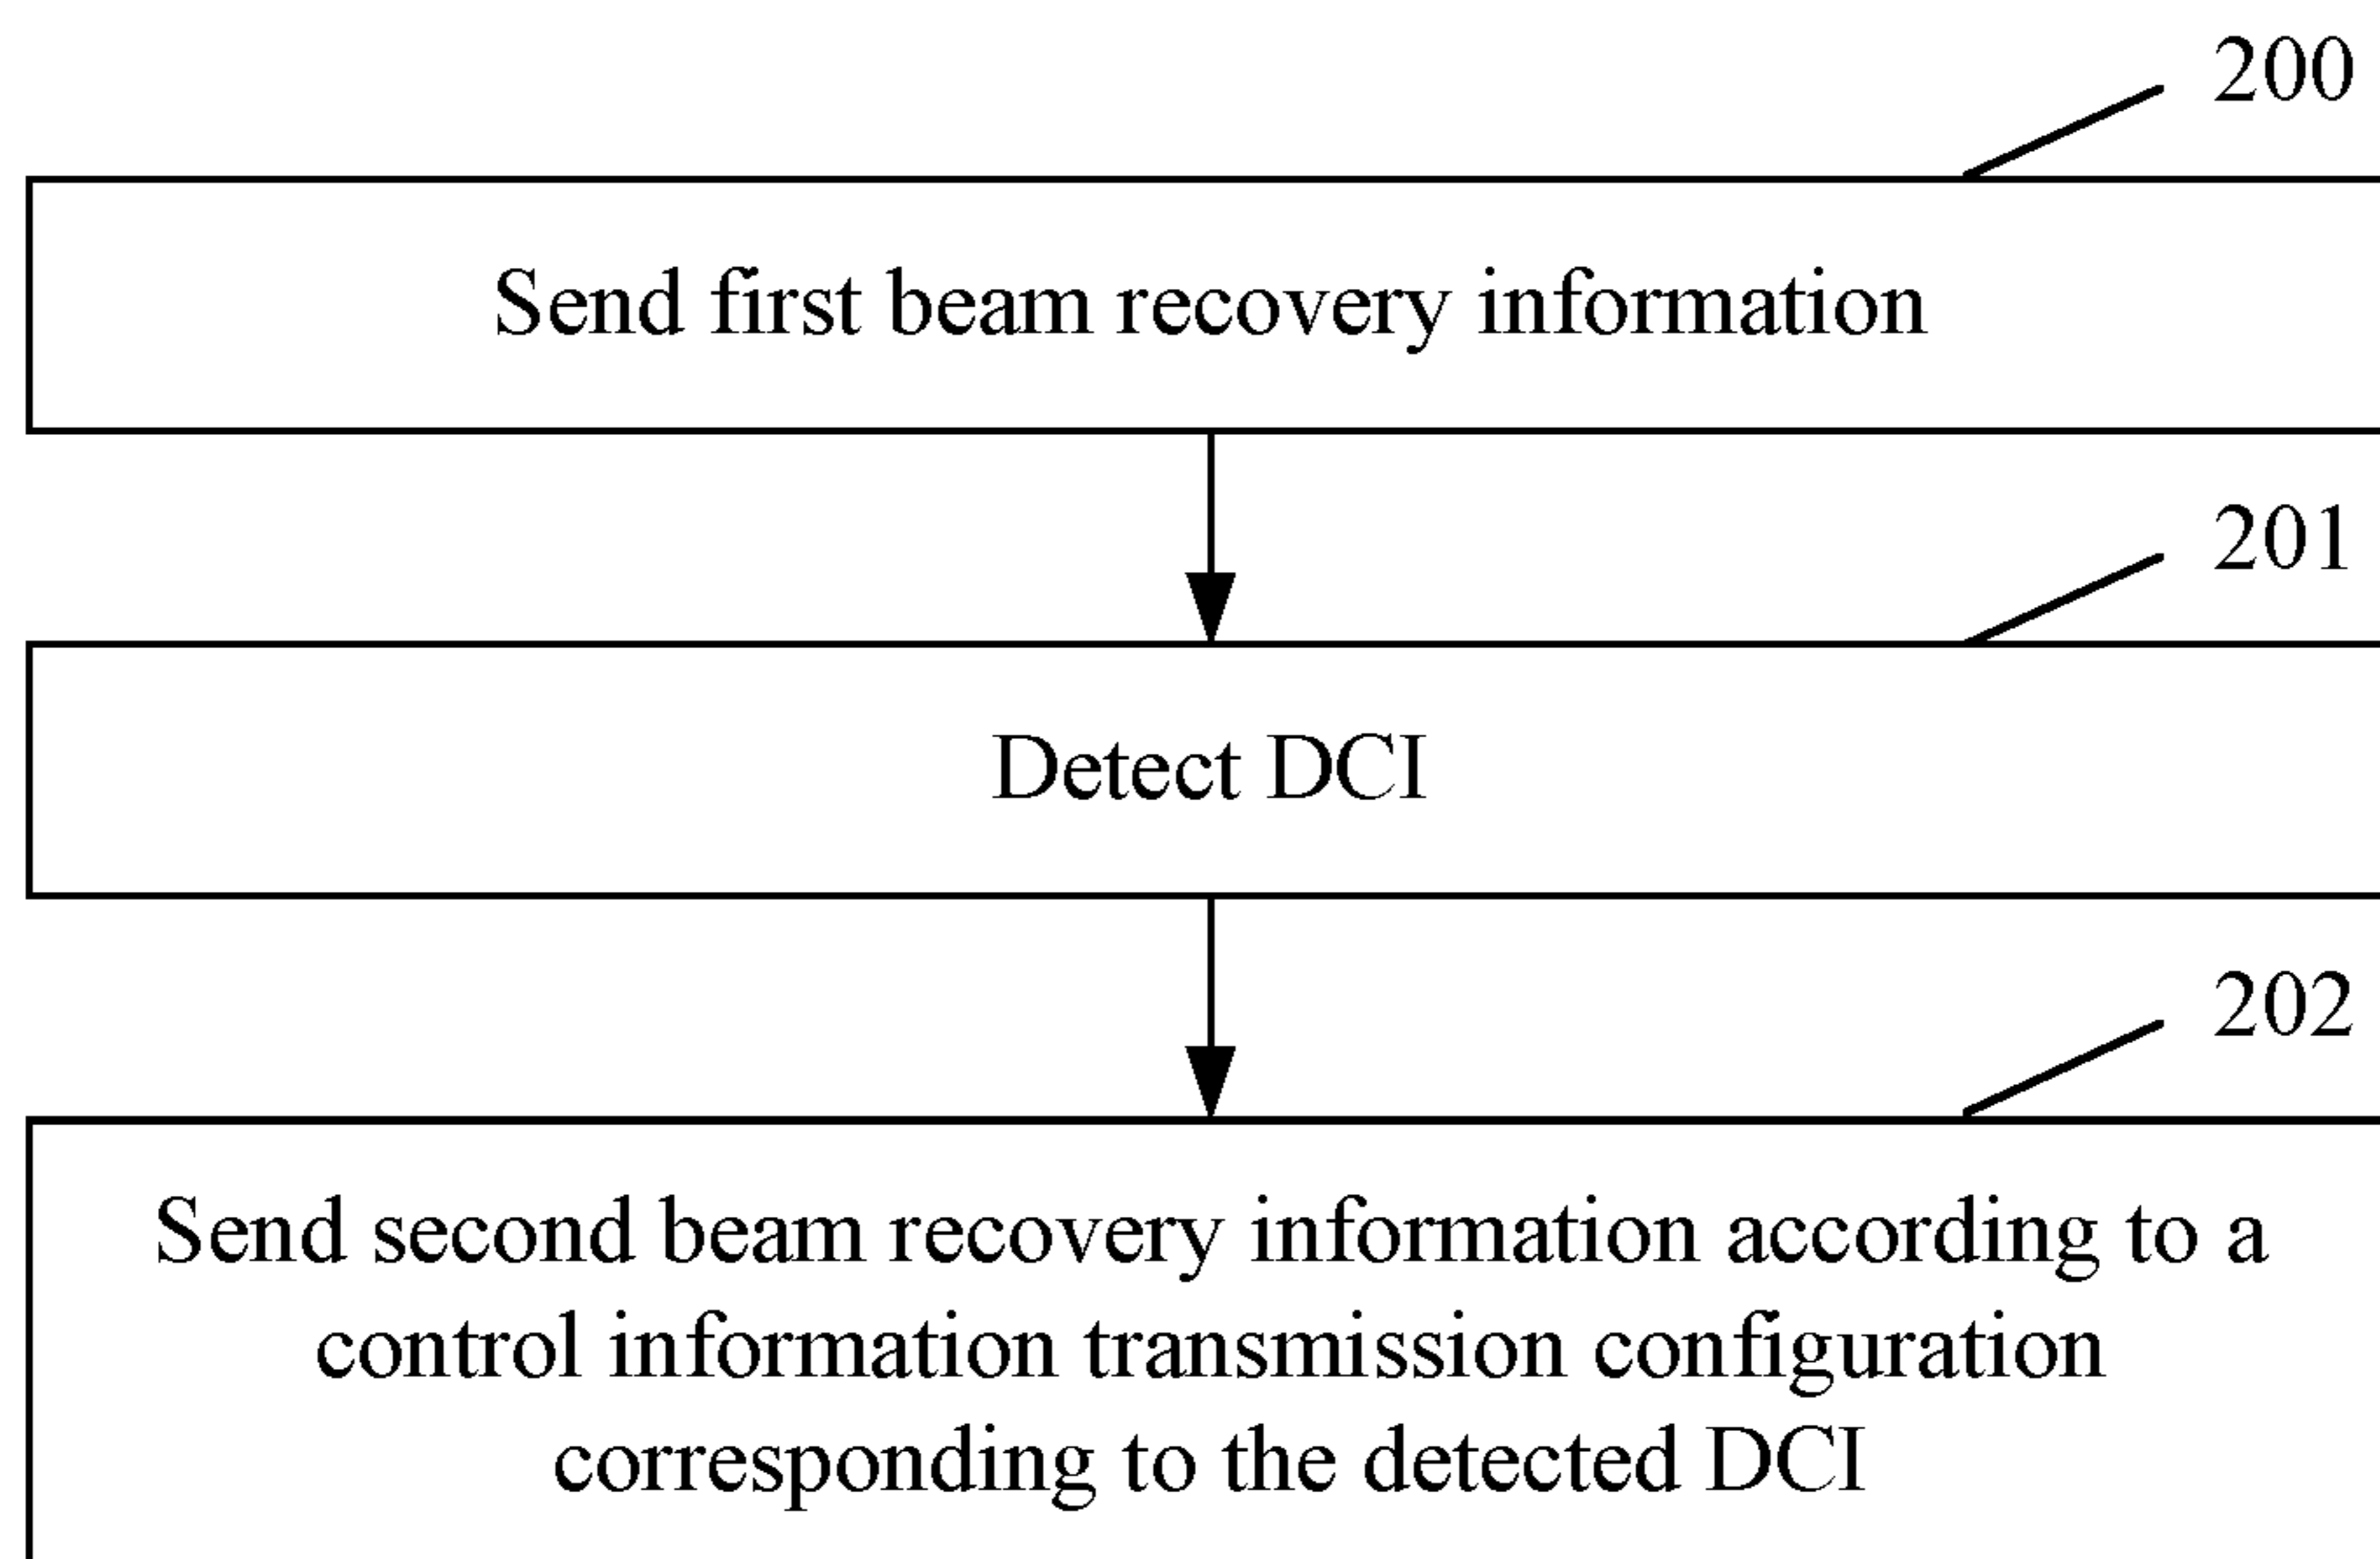 200
Send first beam recovery information
201
Detect DCI
202
Send second beam recovery information according to a
control information transmission configuration
corresponding to the detected DCI